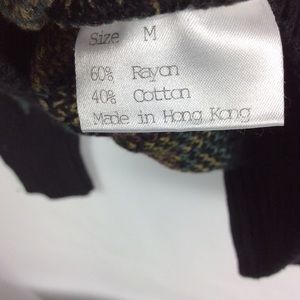 Size M
60% Rayon
40% Cotton
Made in Hong Kong